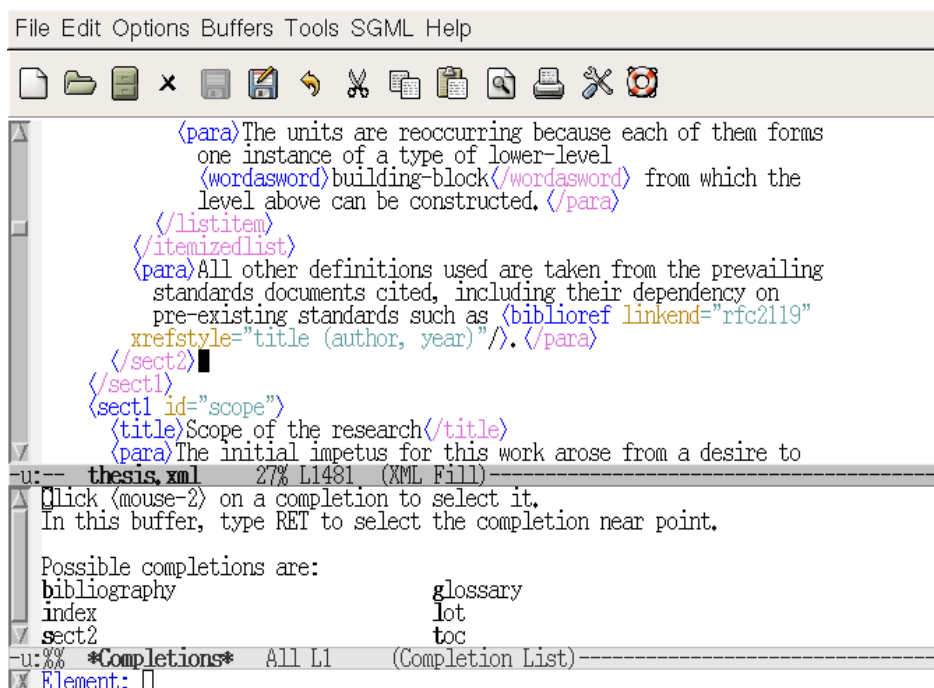 File Edit Options Buffers Tools SGML Help
<para>The units are reoccurring because each of them forms
one instance of a type of lower-level
<wordasword>building-block</wordasword> from which the
level above can be constructed.</para>
</listitem>
</itemizedlist>
<para>All other definitions used are taken from the prevailing
standards documents cited, including their dependency on
pre-existing standards such as <biblioref linkend="rfc2119"
xrefstyle="title (author, year)"/>.</para>
</sect2>
</sect1>
<sect1 id="scope">
<title>Scope of the research</title>
<para>The initial impetus for this work arose from a desire to
-u:-- thesis.xml 27% L1481 (XML Fill)--------------------------------
Click <mouse-2> on a completion to select it.
In this buffer, type RET to select the completion near point.
Possible completions are:
bibliography glossary
index lot
sect2 toc
-u:%% *Completions* All L1 (Completion List)--------------------------
Element: